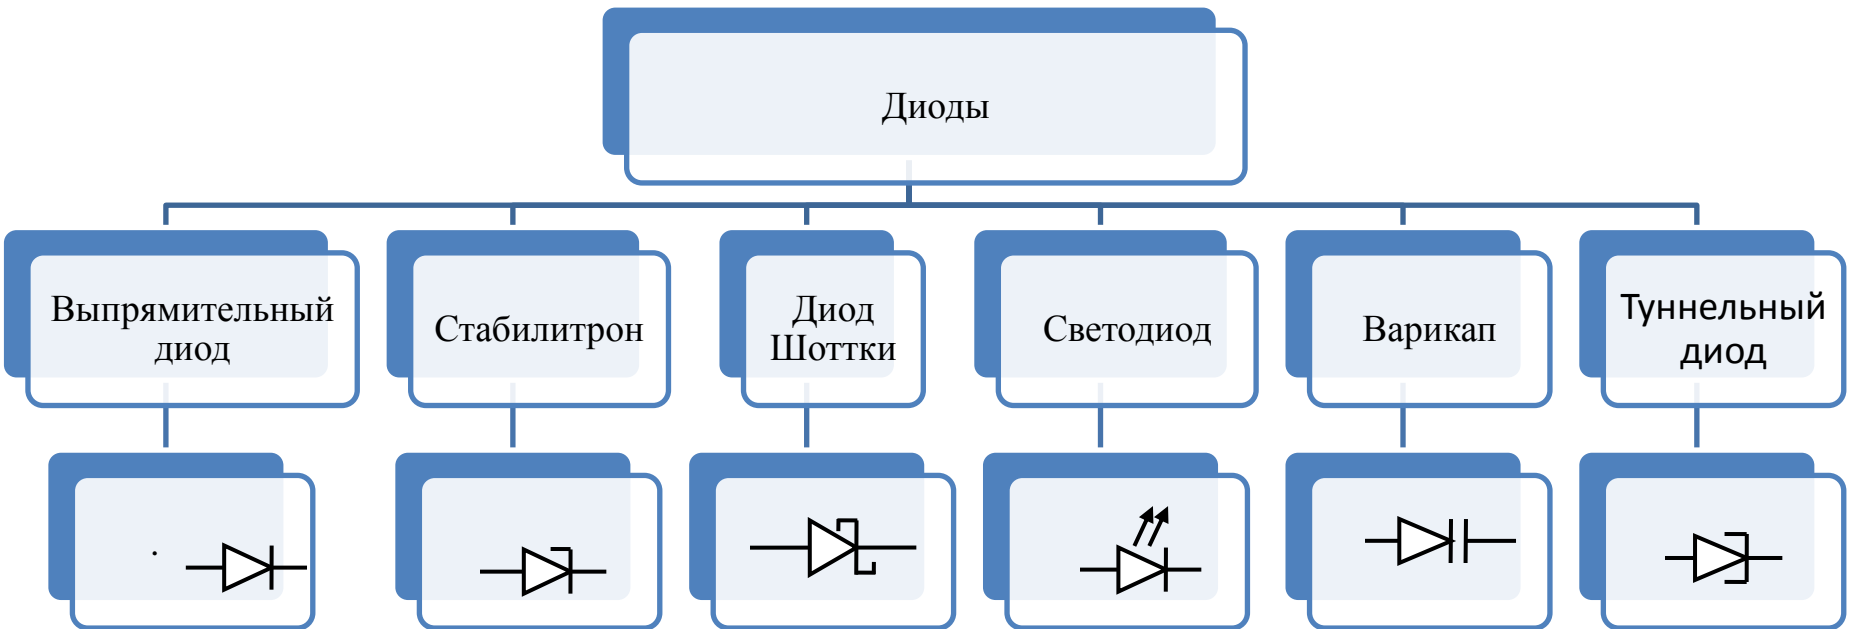 Диоды
Выпрямительный
диод
Стабилитрон
Диод
Шоттки
Светодиод
Варикап
Туннельный
диод
.